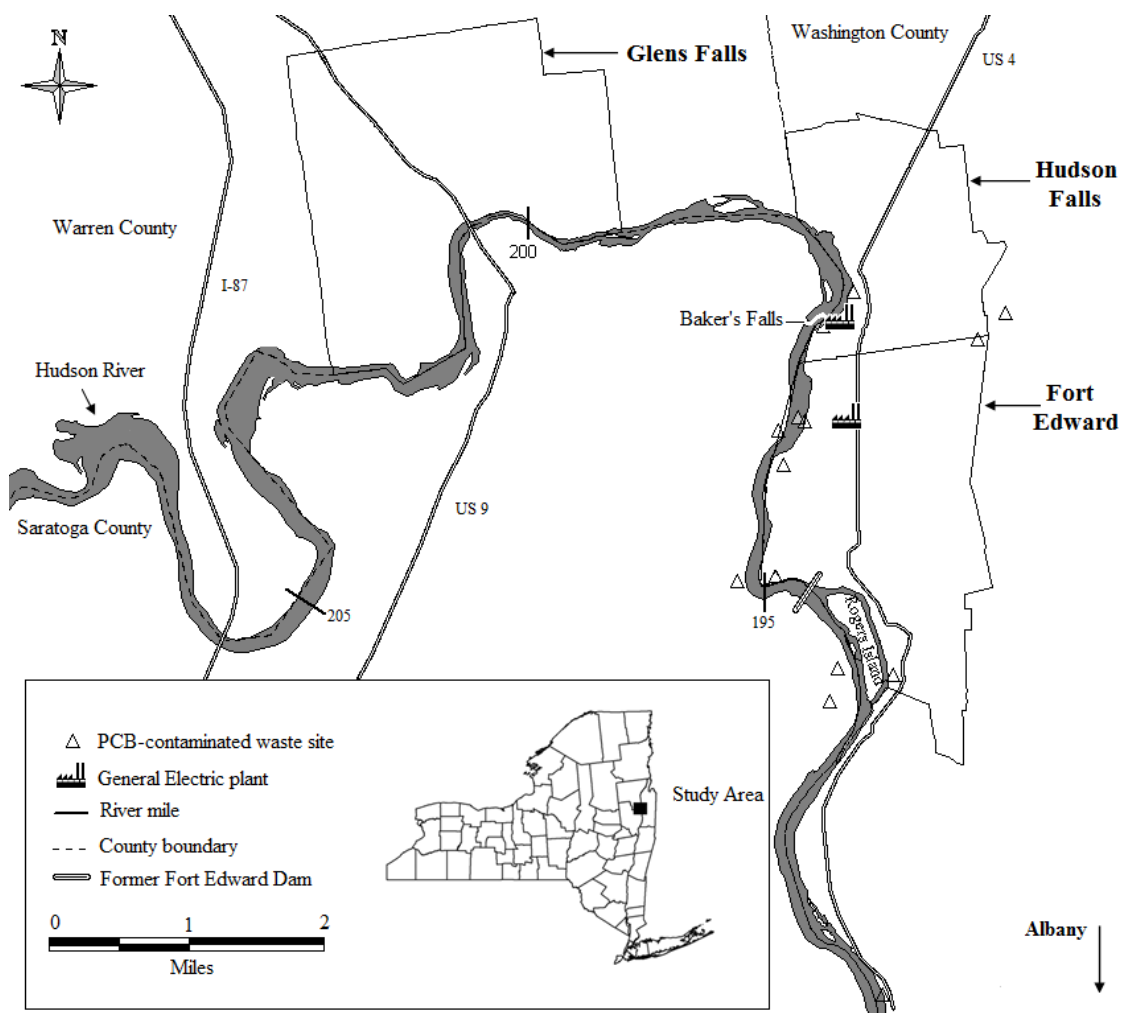 N
Glens Falls
Washington County
US 4
Hudson
Falls
Warren County
I-87
200
Baker's Falls
Hudson River
Fort
Edward
US 9
Saratoga County
205
195
Rogers Island
PCB-contaminated waste site
General Electric plant
River mile
County boundary
Former Fort Edward Dam
Study Area
0 1 2
Miles
Albany